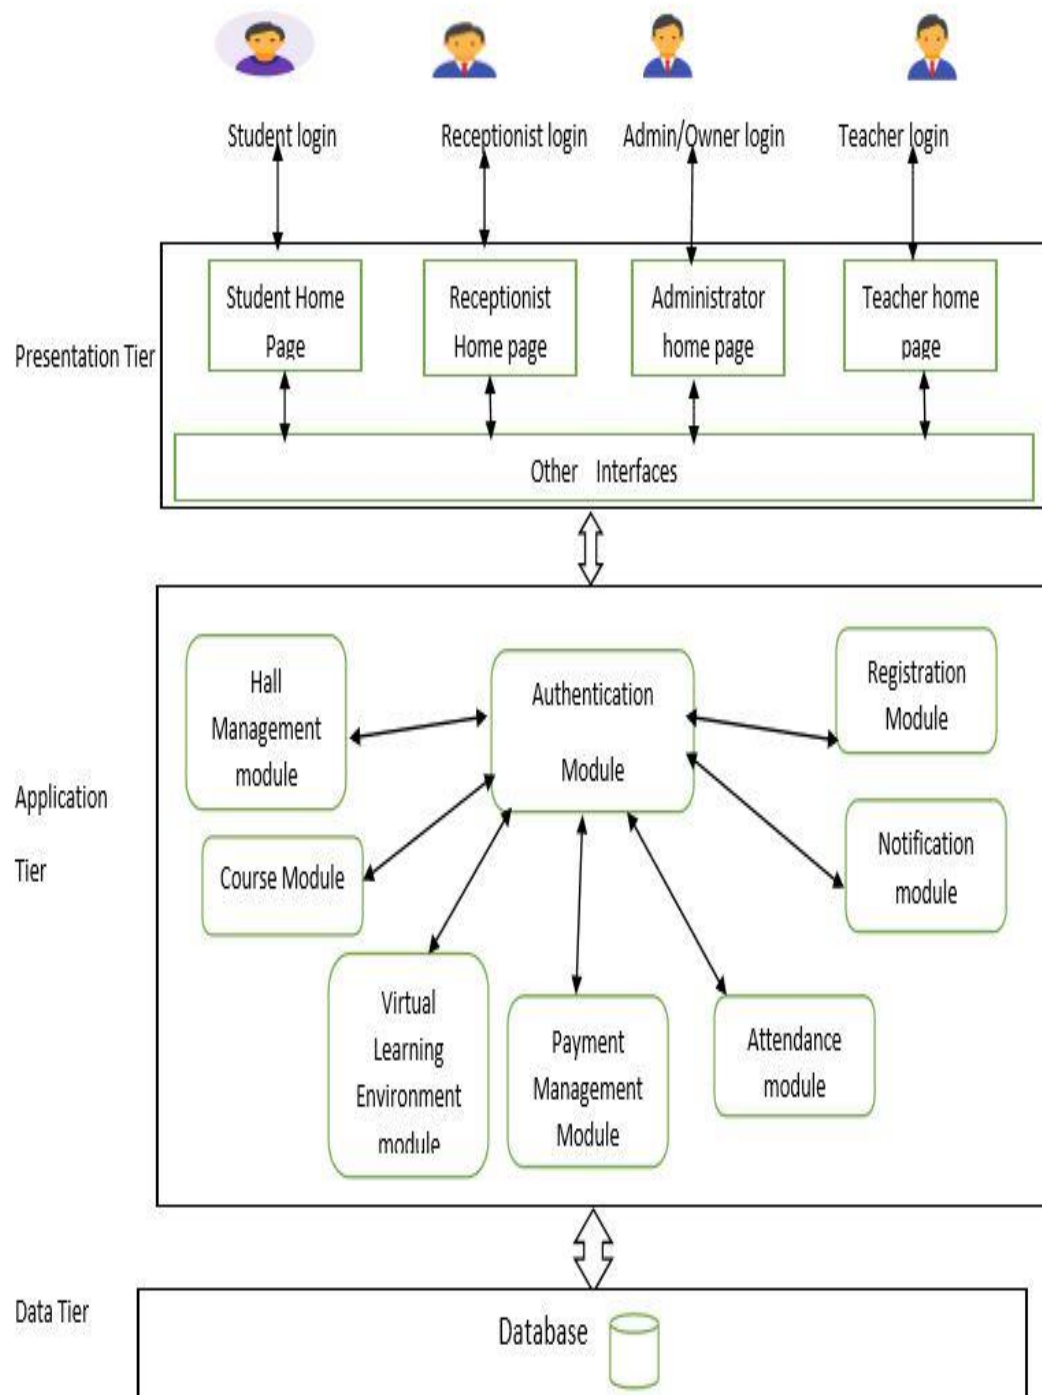 Student login
Receptionist login
Admin/Owner login
Teacher login
Presentation Tier
Student Home
Page
Receptionist
Home page
Administrator
home page
Teacher home
page
Other Interfaces
Application
Tier
Hall
Management
module
Authentication
Module
Registration
Module
Course Module
Notification
module
Virtual
Learning
Environment
module
Payment
Management
Module
Attendance
module
Data Tier
Database